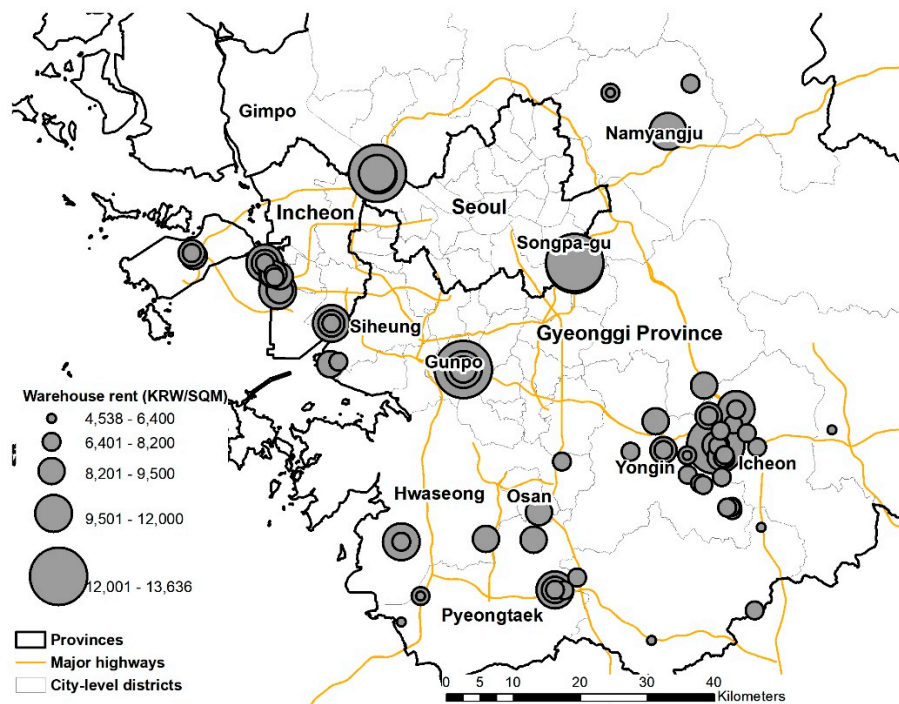 Gimpo
Namyangju
Incheon
Seoul
Songpa-gu
Siheung
Gyeonggi Province
Gunpo
Warehouse rent (KRW/SQM)
4,538 - 6,400
6,401 - 8,200
8,201 - 9,500
9,501 - 12,000
12,001 - 13,636
Yongin
Icheon
Hwaseong
Osan
Pyeongtaek
Provinces
Major highways
City-level districts
0 5 10 20 30 40
Kilometers